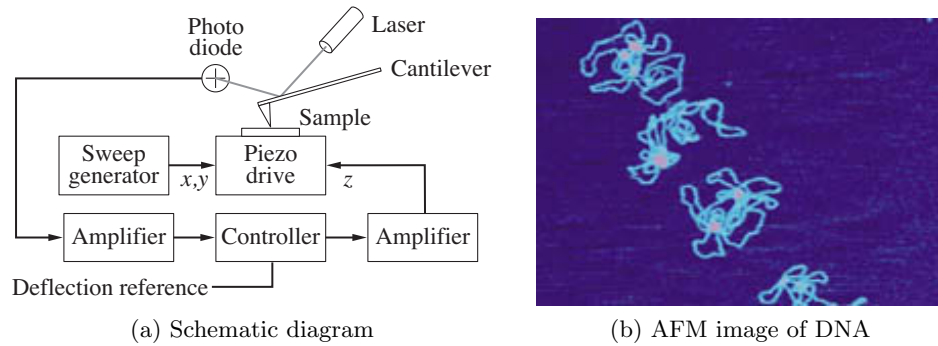 Photo
diode
Laser
Cantilever
Sample
Sweep
generator
x,y
Piezo
drive
z
Amplifier
Controller
Amplifier
Deflection reference
(a) Schematic diagram
(b) AFM image of DNA